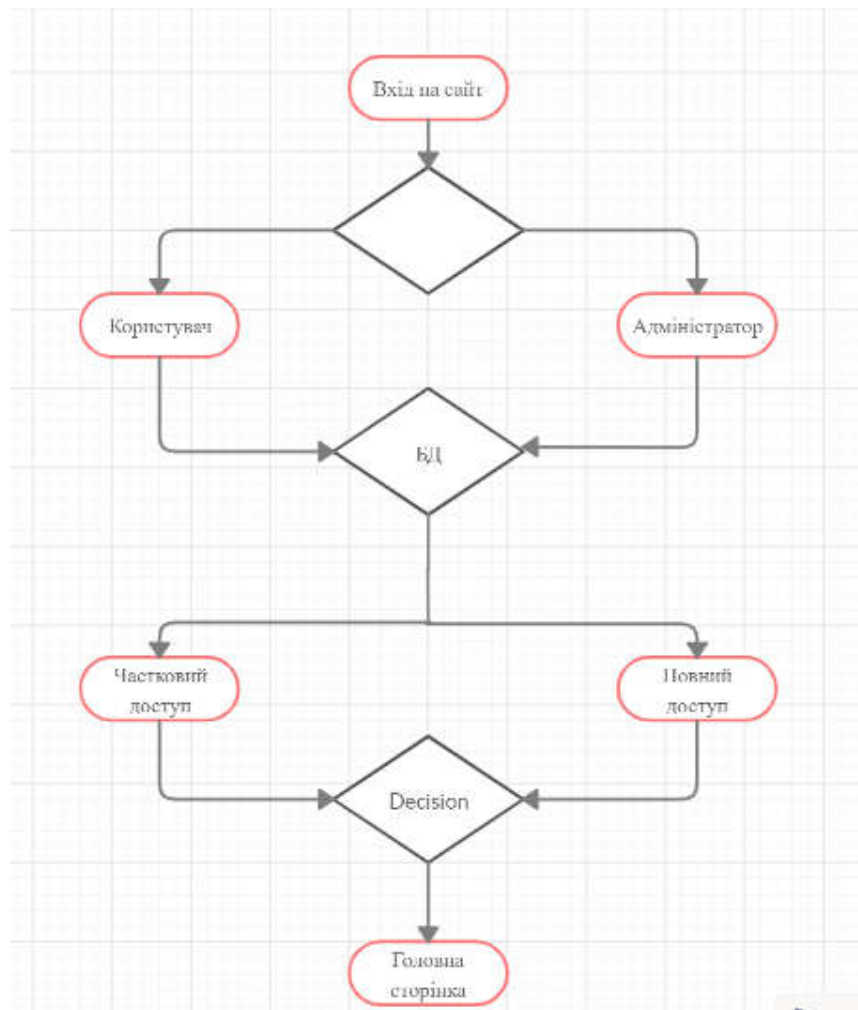 Вхід на сайт
Користувач
Адміністратор
БД
Частковий
доступ
Повний
доступ
Decision
Головна
сторінка